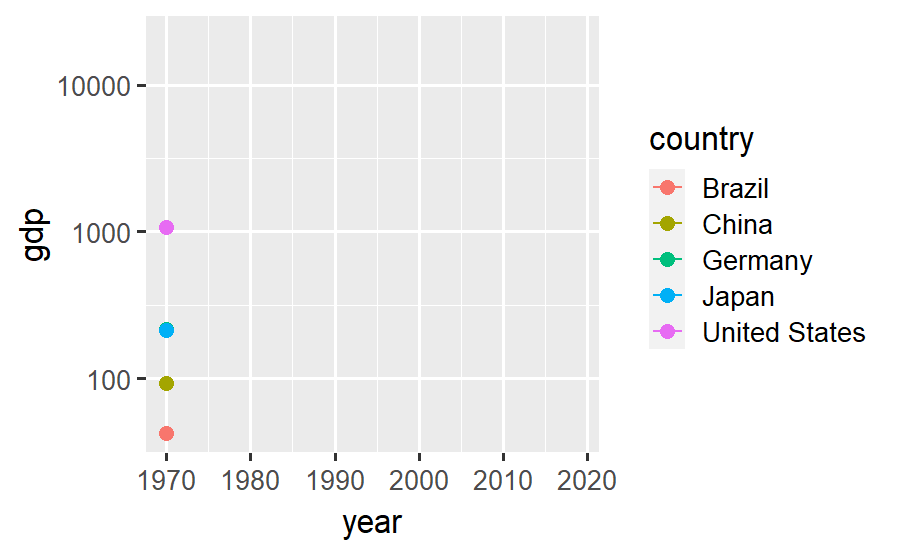 gdp
10000
1000
100
1970 1980 1990 2000 2010 2020
year
country
Brazil
China
Germany
Japan
United States